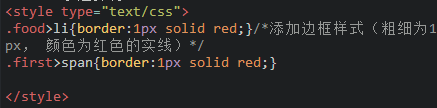 <style type="text/css">
.food>li{border:1px solid red;}/*添加边框样式（粗细为1
px， 颜色为红色的实线）*/
.first>span{border:1px solid red;}
</style>